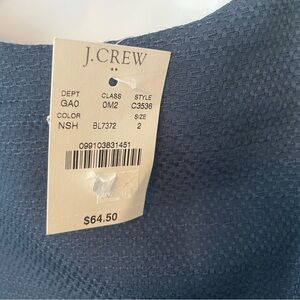 J.CREW
**
DEPT CLASS STYLE
GA0 0M2 C3536
COLOR SIZE
NSH BL7372 2
099103831451
$64.50